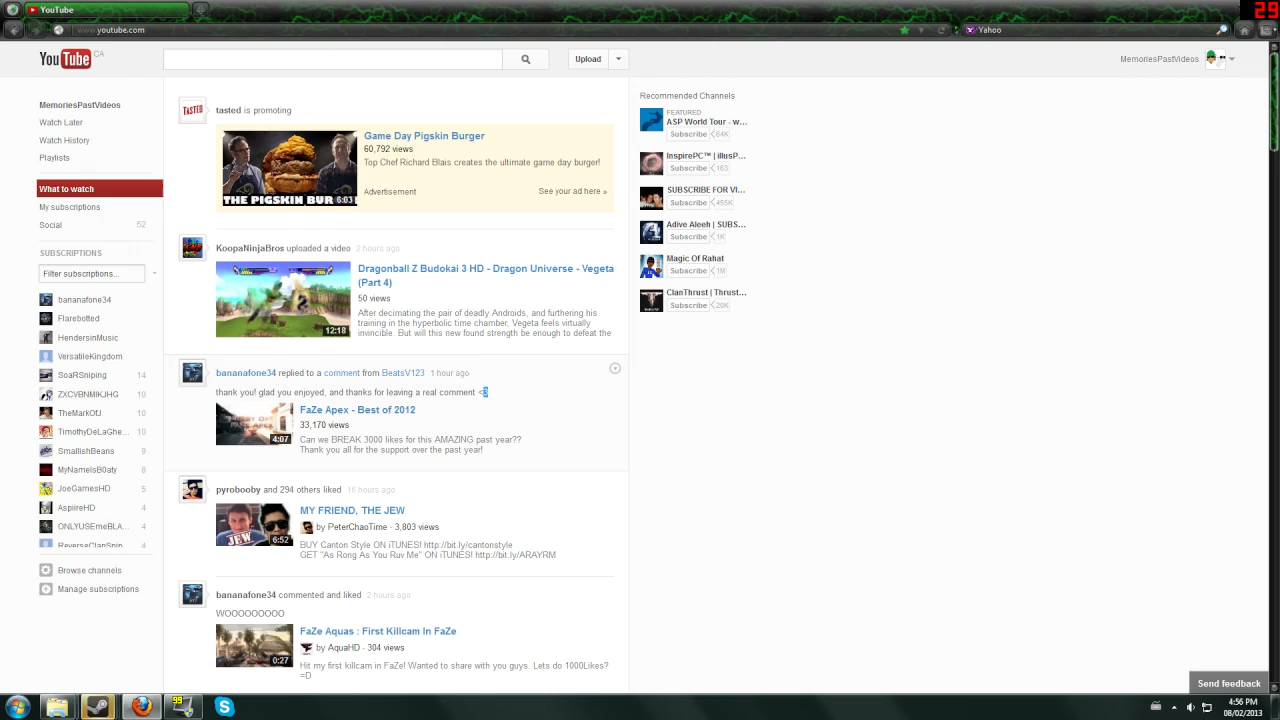 YouTube
29
www.youtube.com
Yahoo
YouTube CA
Upload
MemoriesPastVideos
MemoriesPastVideos
Watch Later
Watch History
Playlists
What to watch
My subscriptions
Social 52
SUBSCRIPTIONS
Filter subscriptions...
bananafone34
Flarebotted
HendersinMusic
VersatileKingdom
SoaRSniping 14
ZXCVBNMlKJHG 10
TheMarkOfJ 10
TimothyDeLaGhe... 10
SmallishBeans 9
MyNameIsB0aty 8
JoeGamesHD 5
AspiireHD 4
ONLYUSEmeBLA... 4
ReverseClanSnip... 4
Browse channels
Manage subscriptions
TASTED
tasted is promoting
THE PIGSKIN BUR
6:03
Game Day Pigskin Burger
60,792 views
Top Chef Richard Blais creates the ultimate game day burger!
Advertisement See your ad here »
KoopaNinjaBros uploaded a video 2 hours ago
12:18
Dragonball Z Budokai 3 HD - Dragon Universe - Vegeta
(Part 4)
50 views
After decimating the pair of deadly Androids, and furthering his
training in the hyperbolic time chamber, Vegeta feels virtually
invincible. But will this new found strength be enough to defeat the
bananafone34 replied to a comment from BeatsV123 1 hour ago
thank you! glad you enjoyed, and thanks for leaving a real comment <3
4:07
FaZe Apex - Best of 2012
33,170 views
Can we BREAK 3000 likes for this AMAZING past year??
Thank you all for the support over the past year!
pyrobooby and 294 others liked 16 hours ago
JEW
6:52
MY FRIEND, THE JEW
by PeterChaoTime - 3,803 views
BUY Canton Style ON iTUNES! http://bit.ly/cantonstyle
GET "As Rong As You Ruv Me" ON iTUNES! http://bit.ly/ARAYRM
bananafone34 commented and liked 2 hours ago
WOOOOOOOOO
0:27
FaZe Aquas : First Killcam In FaZe
by AquaHD - 304 views
Hit my first killcam in FaZe! Wanted to share with you guys. Lets do 1000Likes?
=D
Recommended Channels
FEATURED
ASP World Tour - w...
Subscribe 64K
InspirePC™ | illusP...
Subscribe 163
SUBSCRIBE FOR VI...
Subscribe 455K
Adive Aleeh | SUBS...
Subscribe 1K
Magic Of Rahat
Subscribe 1M
ClanThrust | Thrust...
Subscribe 20K
Send feedback
99
4:56 PM
08/02/2013